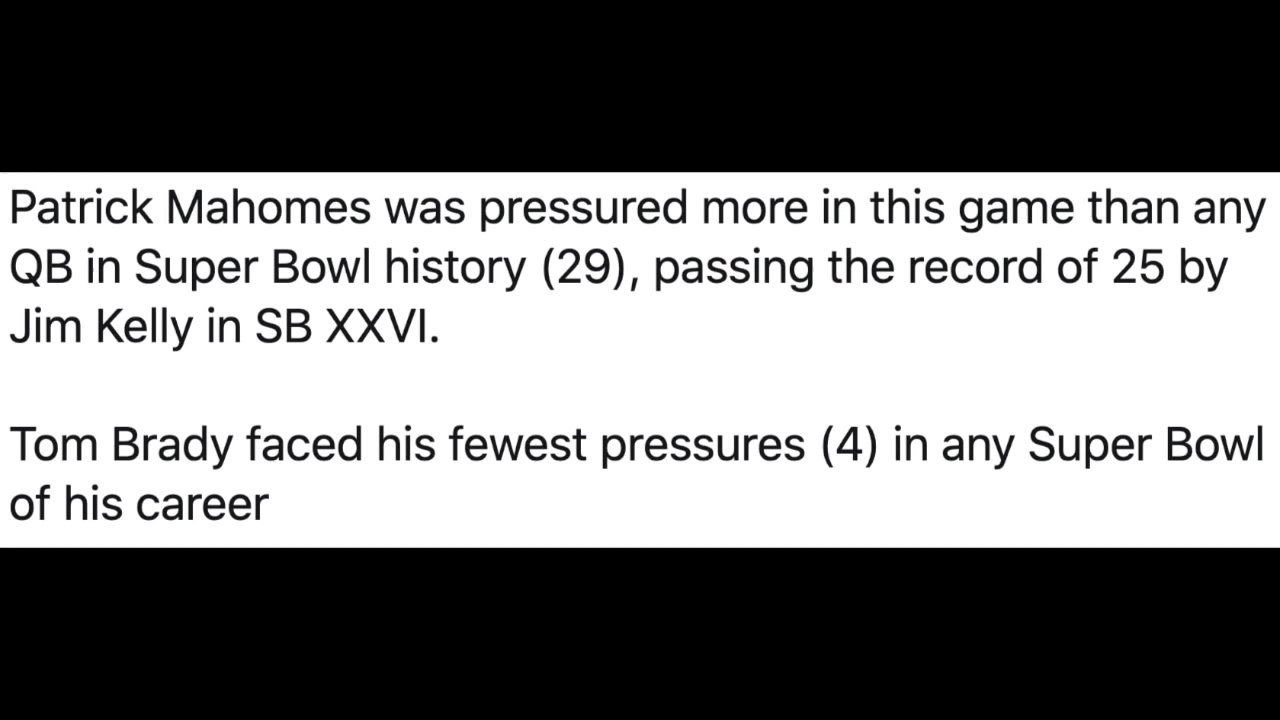 Patrick Mahomes was pressured more in this game than any
QB in Super Bowl history (29), passing the record of 25 by
Jim Kelly in SB XXVI.
Tom Brady faced his fewest pressures (4) in any Super Bowl
of his career